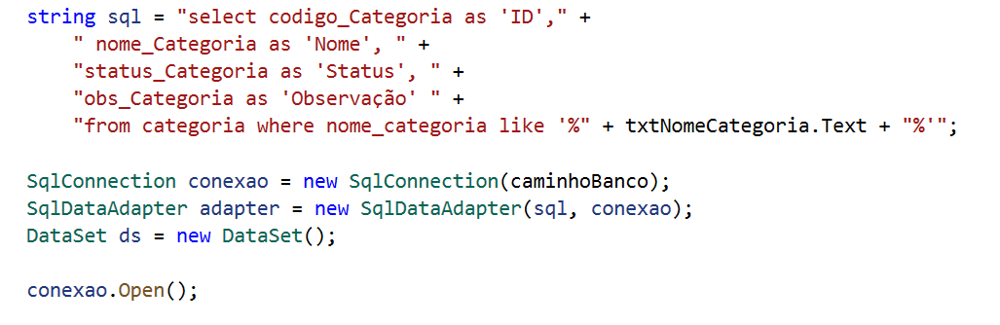 string sql = "select codigo_Categoria as 'ID'," +
" nome_Categoria as 'Nome', " +
"status_Categoria as 'Status', " +
"obs_Categoria as 'Observação' " +
"from categoria where nome_categoria like '%" + txtNomeCategoria.Text + "%'";
SqlConnection conexao = new SqlConnection(caminhoBanco);
SqlDataAdapter adapter = new SqlDataAdapter(sql, conexao);
DataSet ds = new DataSet();
conexao.Open();